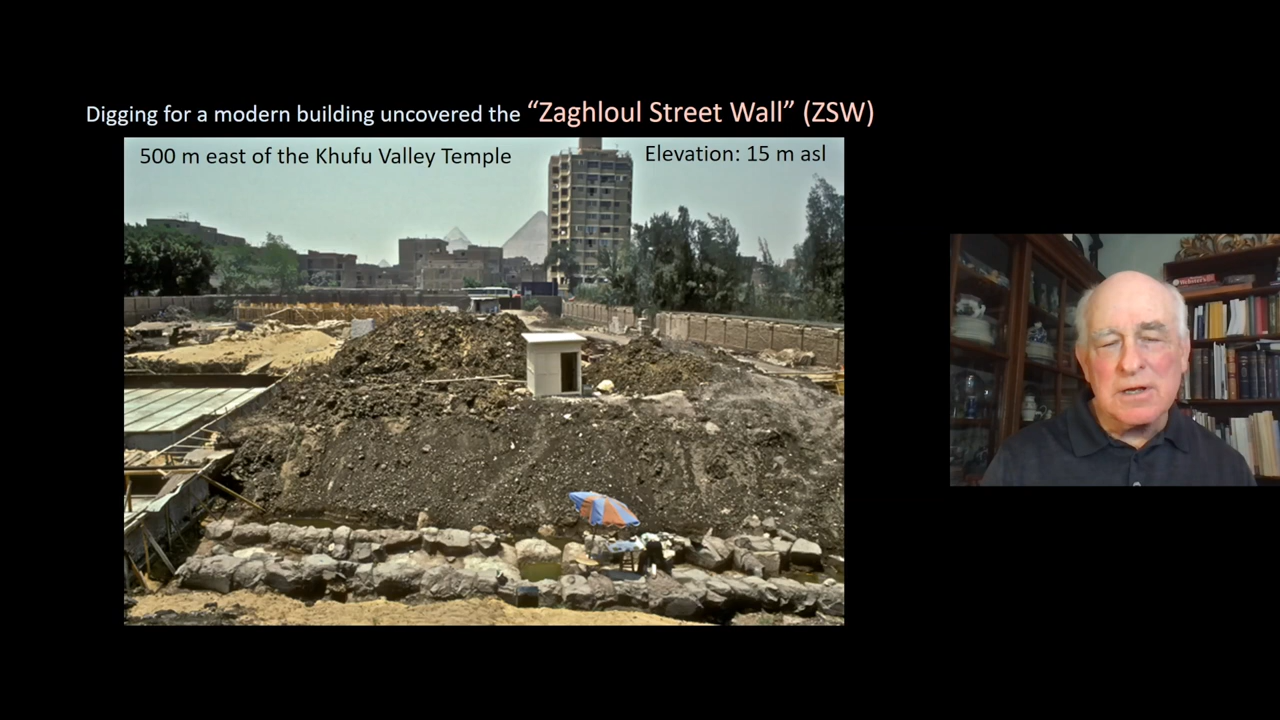 Digging for a modern building uncovered the “Zaghloul Street Wall” (ZSW)
500 m east of the Khufu Valley Temple
Elevation: 15 m asl